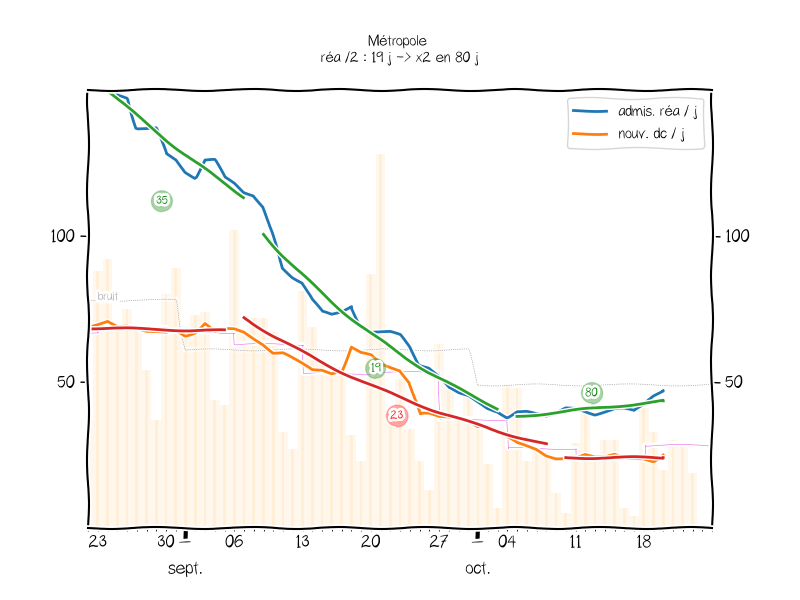 Métropole
réa /2 : 19 j -> x2 en 80 j
admis. réa / j
nouv. dc / j
35
100
100
bruit
19
80
50
50
23
23
30
06
13
20
27
04
11
18
sept.
oct.